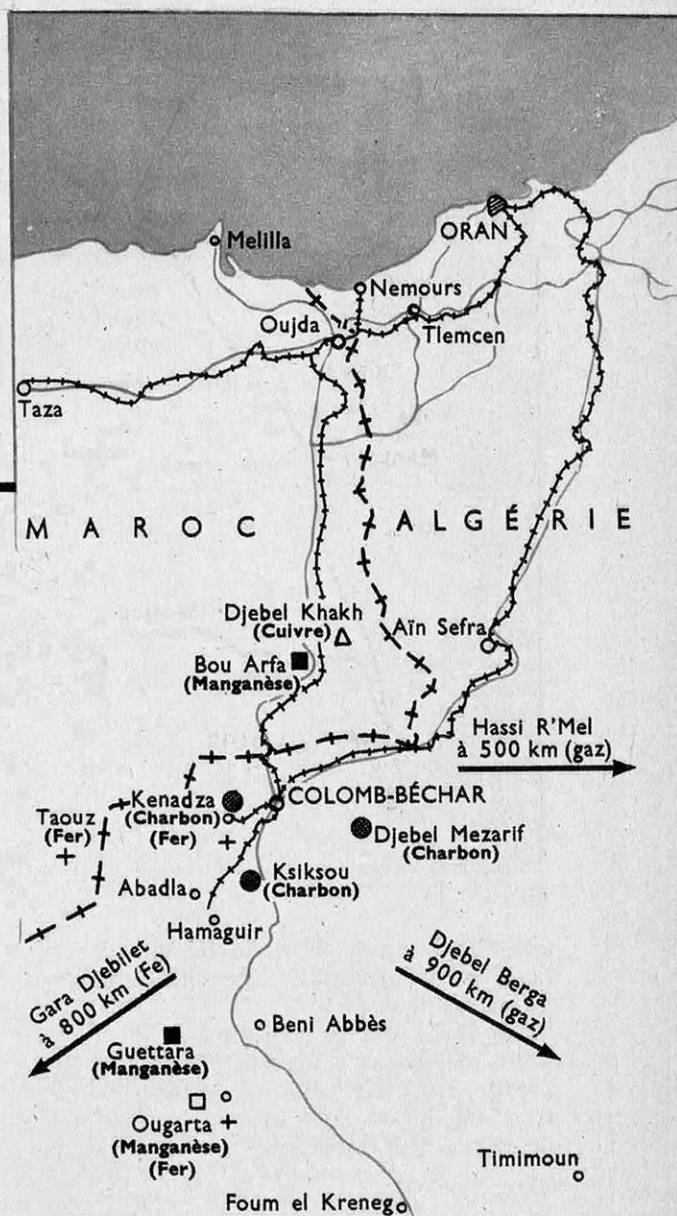 ORAN
Melilla
Nemours
Oujda
Tlemcen
Taza
MAROC
ALGÉRIE
Djebel Khakh
(Cuivre)
Aïn Sefra
Bou Arfa
(Manganèse)
Hassi R'Mel
à 500 km (gaz)
Kenadza
(Charbon)
(Fer)
COLOMB-BÉCHAR
Taouz
(Fer)
Djebel Mezarif
(Charbon)
Ksiksou
(Charbon)
Abadla
Hamaguir
Gara Djebilet
à 800 km (Fe)
Djebel Berga
à 900 km (gaz)
Beni Abbès
Guettara
(Manganèse)
Ougarta
(Manganèse)
(Fer)
Timimoun
Foum el Kreneg